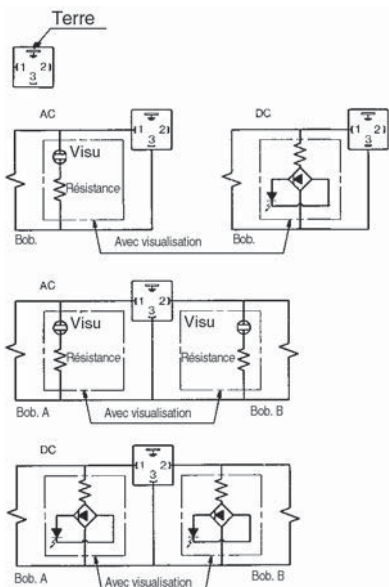 Terre
1 2
3
AC
1 2
3
Visu
Résistance
Bob.
Avec visualisation
DC
1 2
3
Bob.
AC
1 2
3
Visu
Visu
Résistance
Résistance
Bob. A
Avec visualisation
Bob. B
DC
1 2
3
Bob. A
Avec visualisation
Bob. B